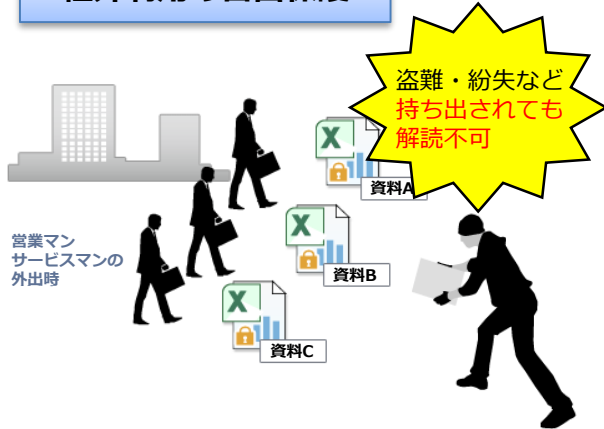 盗難・紛失など
持ち出されても
解読不可
資料A
営業マン
サービスマンの
外出時
資料B
資料C